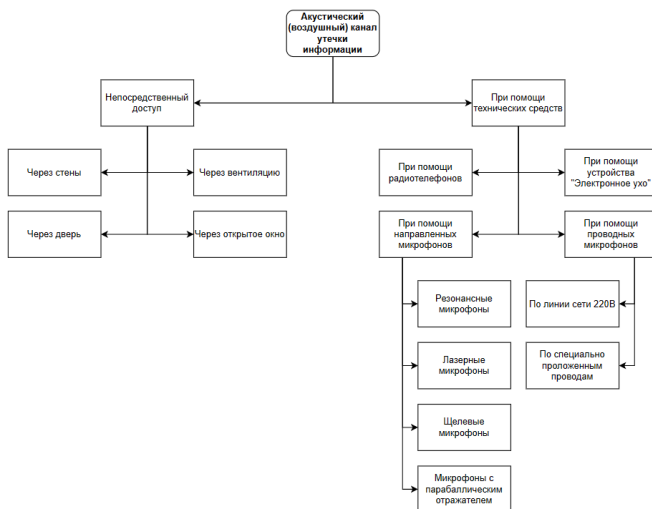 Акустический
(воздушный) канал
утечки
информации
Непосредственный
доступ
При помощи
технических средств
Через стены
Через вентиляцию
При помощи
радиотелефонов
При помощи
устройства
"Электронное ухо"
Через дверь
Через открытое окно
При помощи
направленных
микрофонов
При помощи
проводных
микрофонов
Резонансные
микрофоны
По линии сети 220В
Лазерные
микрофоны
По специально
проложенным
проводам
Щелевые
микрофоны
Микрофоны с
парабаллическим
отражателем